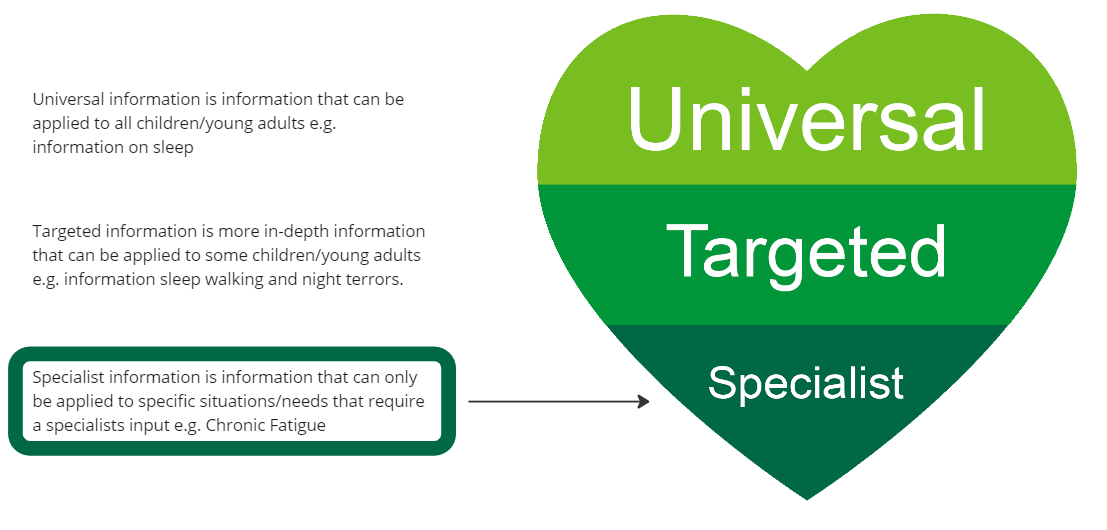 Universal information is information that can be
applied to all children/young adults e.g.
information on sleep
Targeted information is more in-depth information
that can be applied to some children/young adults
e.g. information sleep walking and night terrors.
Specialist information is information that can only
be applied to specific situations/needs that require
a specialists input e.g. Chronic Fatigue
Universal
Targeted
Specialist